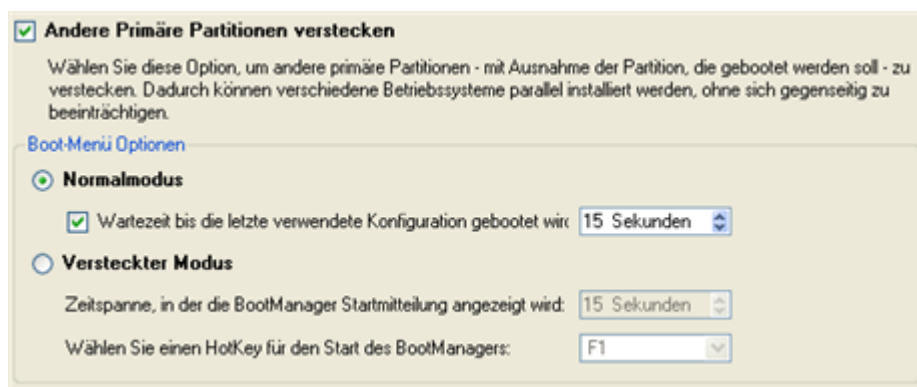 Andere Primäre Partitionen verstecken
Wählen Sie diese Option, um andere primäre Partitionen - mit Ausnahme der Partition, die gebootet werden soll - zu
verstecken. Dadurch können verschiedene Betriebssysteme parallel installiert werden, ohne sich gegenseitig zu
beeinträchtigen.
Boot-Menü Optionen
Normalmodus
Wartezeit bis die letzte verwendete Konfiguration gebootet wir 15 Sekunden
Versteckter Modus
Zeitspanne, in der die BootManager Startmitteilung angezeigt wird: 15 Sekunden
Wählen Sie einen HotKey für den Start des BootManagers: F1